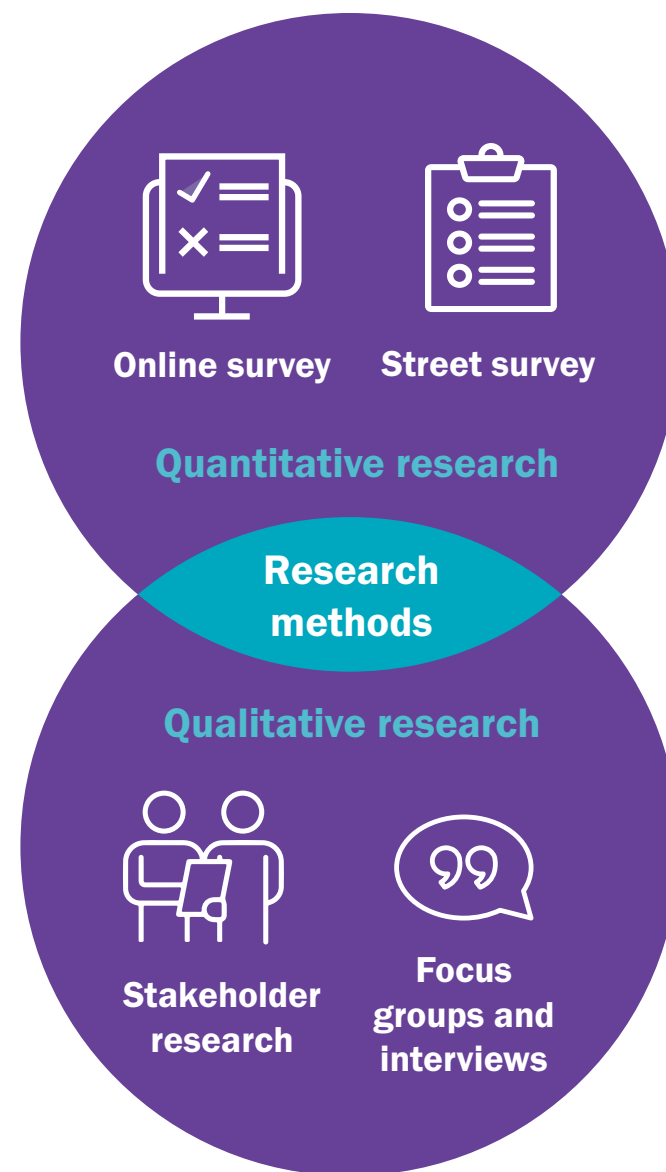 Online survey
Street survey
Quantitative research
Research
methods
Qualitative research
Stakeholder
research
Focus
groups and
interviews